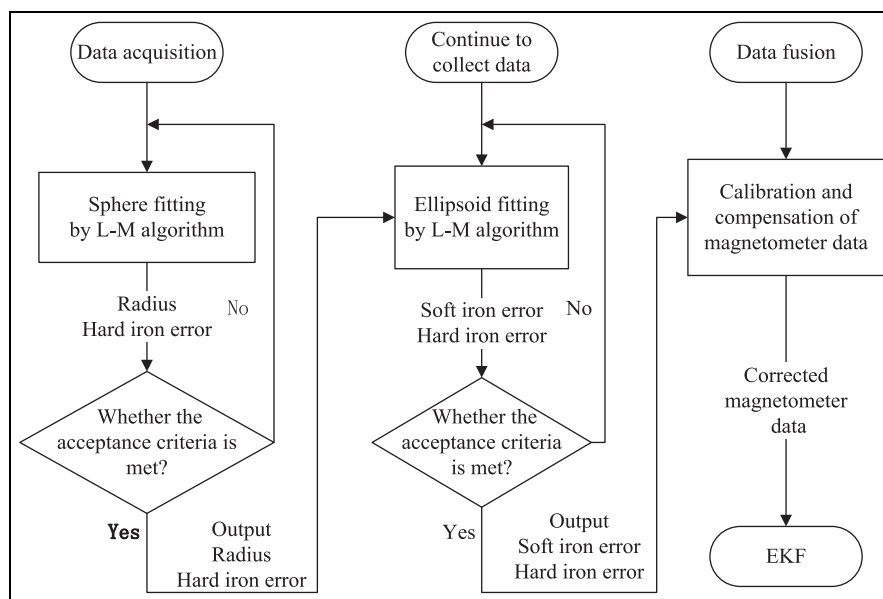 Data acquisition
Sphere fitting
by L-M algorithm
Radius
Hard iron error
No
Whether the
acceptance criteria is
met?
Yes
Output
Radius
Hard iron error
Continue to
collect data
Ellipsoid fitting
by L-M algorithm
Soft iron error
Hard iron error
No
Whether the
acceptance criteria
is met?
Yes
Output
Soft iron error
Hard iron error
Data fusion
Calibration and
compensation of
magnetometer data
Corrected
magnetometer
data
EKF